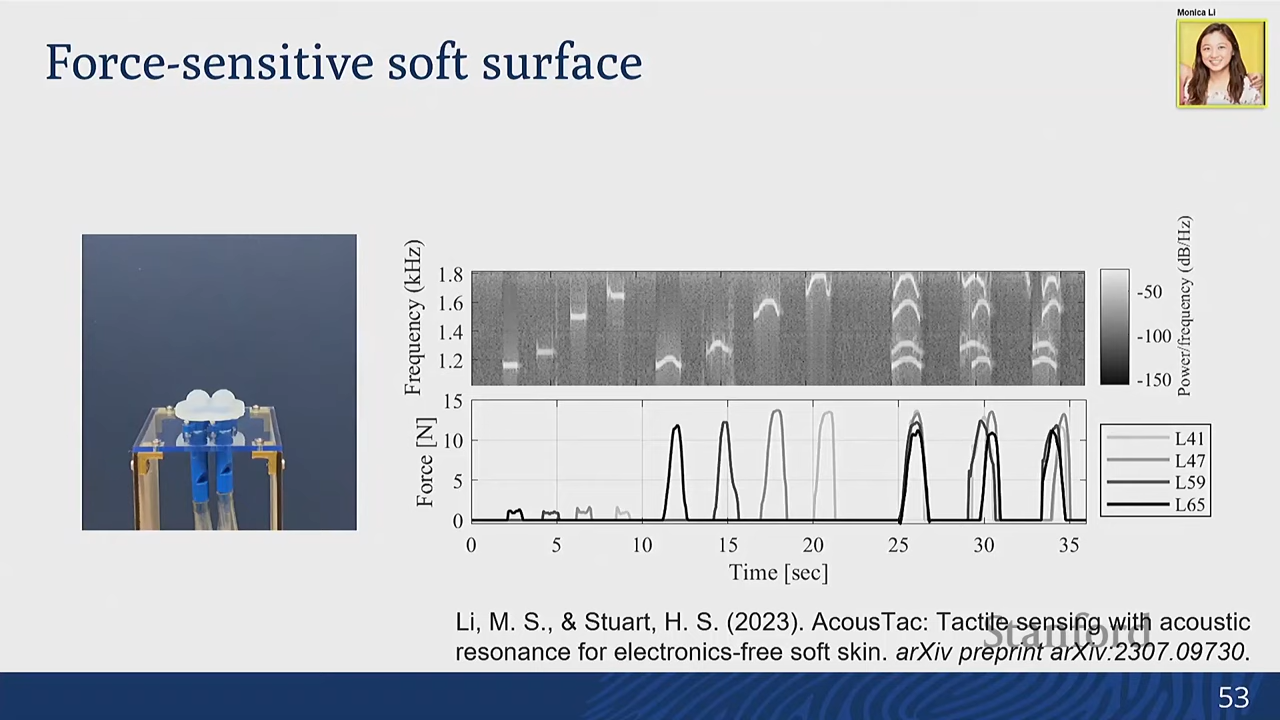 Monica Li
Force-sensitive soft surface
Frequency (kHz)
1.8
1.6
1.4
1.2
Power/frequency (dB/Hz)
-50
-100
-150
Force [N]
15
10
5
0
0 5 10 15 20 25 30 35
Time [sec]
L41
L47
L59
L65
Li, M. S., & Stuart, H. S. (2023). AcousTac: Tactile sensing with acoustic
resonance for electronics-free soft skin. arXiv preprint arXiv:2307.09730.
Stanford
53